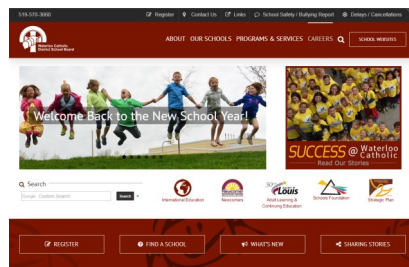 519-578-3660
Register
Contact Us
Links
School Safety / Bullying Report
Delays / Cancellations
Waterloo Catholic
District School Board
ABOUT OUR SCHOOLS PROGRAMS & SERVICES CAREERS
SCHOOL WEBSITES
Welcome Back to the New School Year!
SUCCESS @ Waterloo
Catholic
Read Our Stories
Search
Google Custom Search
Search
International Education
Newcomers
St Louis
Adult Learning &
Continuing Education
Schools Foundation
Strategic Plan
REGISTER
FIND A SCHOOL
WHAT'S NEW
SHARING STORIES